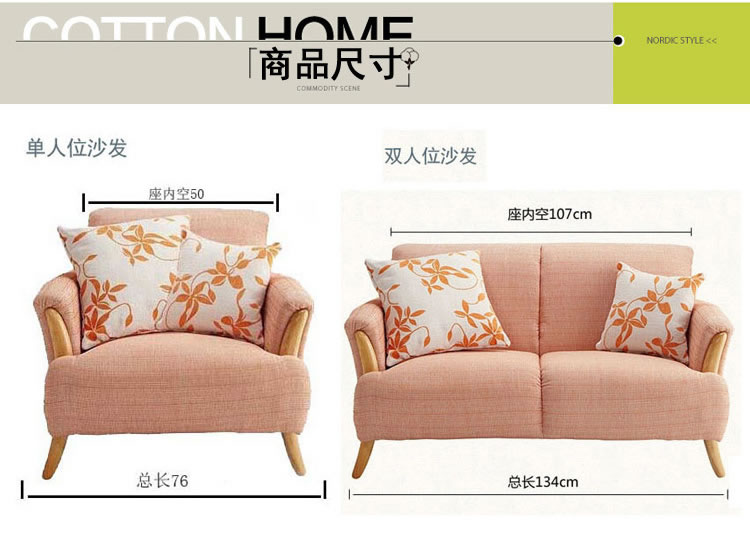 COTTON HOME
NORDIC STYLE <<
「商品尺寸」
COMMODITY SCENE
单人位沙发
双人位沙发
座内空50
座内空107cm
总长76
总长134cm